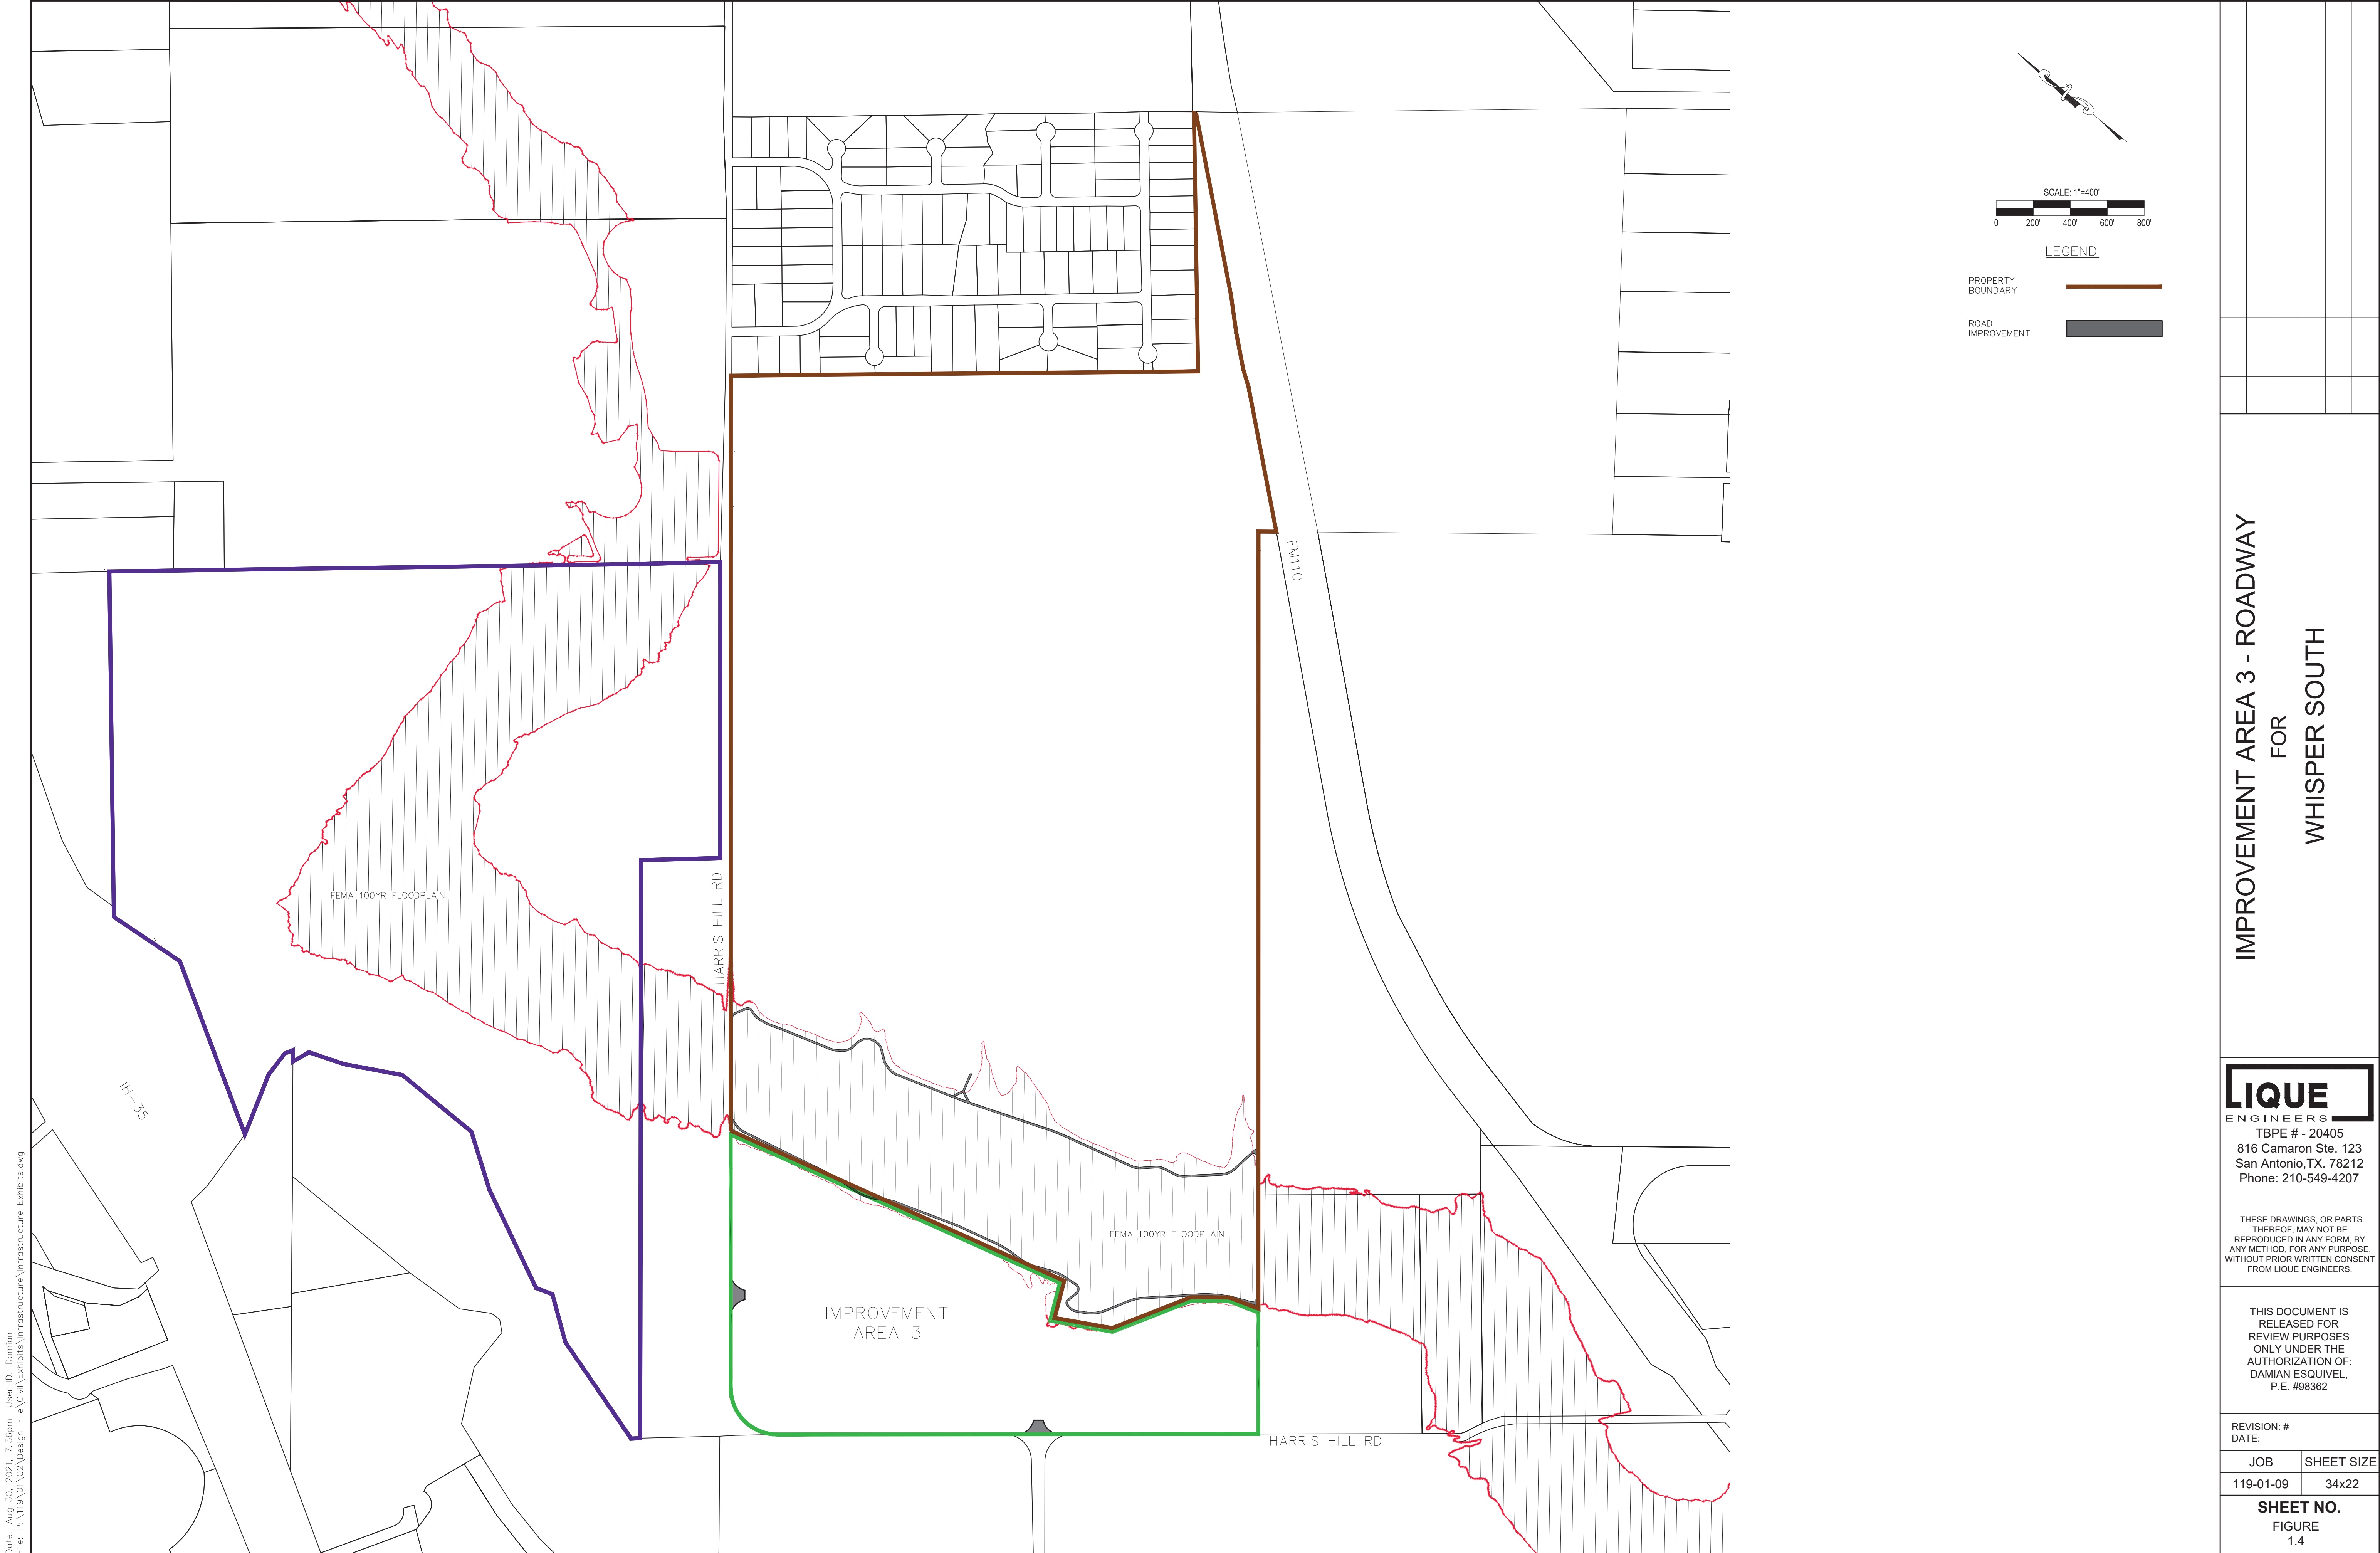 SCALE: 1"=400'
0 200' 400' 600' 800'
LEGEND
PROPERTY
BOUNDARY
ROAD
IMPROVEMENT
FM110
HARRIS HILL RD
FEMA 100YR FLOODPLAIN
IH-35
FEMA 100YR FLOODPLAIN
IMPROVEMENT
AREA 3
HARRIS HILL RD
Date: Aug 30, 2021, 7:56pm User ID: Damian
File: P:\119\01\02\Design-File\Civil\Exhibits\Infrastructure\Infrastructure Exhibits.dwg
IMPROVEMENT AREA 3 - ROADWAY
FOR
WHISPER SOUTH
LIQUE
ENGINEERS
TBPE # - 20405
816 Camaron Ste. 123
San Antonio,TX. 78212
Phone: 210-549-4207
THESE DRAWINGS, OR PARTS
THEREOF, MAY NOT BE
REPRODUCED IN ANY FORM, BY
ANY METHOD, FOR ANY PURPOSE,
WITHOUT PRIOR WRITTEN CONSENT
FROM LIQUE ENGINEERS.
THIS DOCUMENT IS
RELEASED FOR
REVIEW PURPOSES
ONLY UNDER THE
AUTHORIZATION OF:
DAMIAN ESQUIVEL,
P.E. #98362
REVISION: #
DATE:
JOB SHEET SIZE
119-01-09 34x22
SHEET NO.
FIGURE
1.4